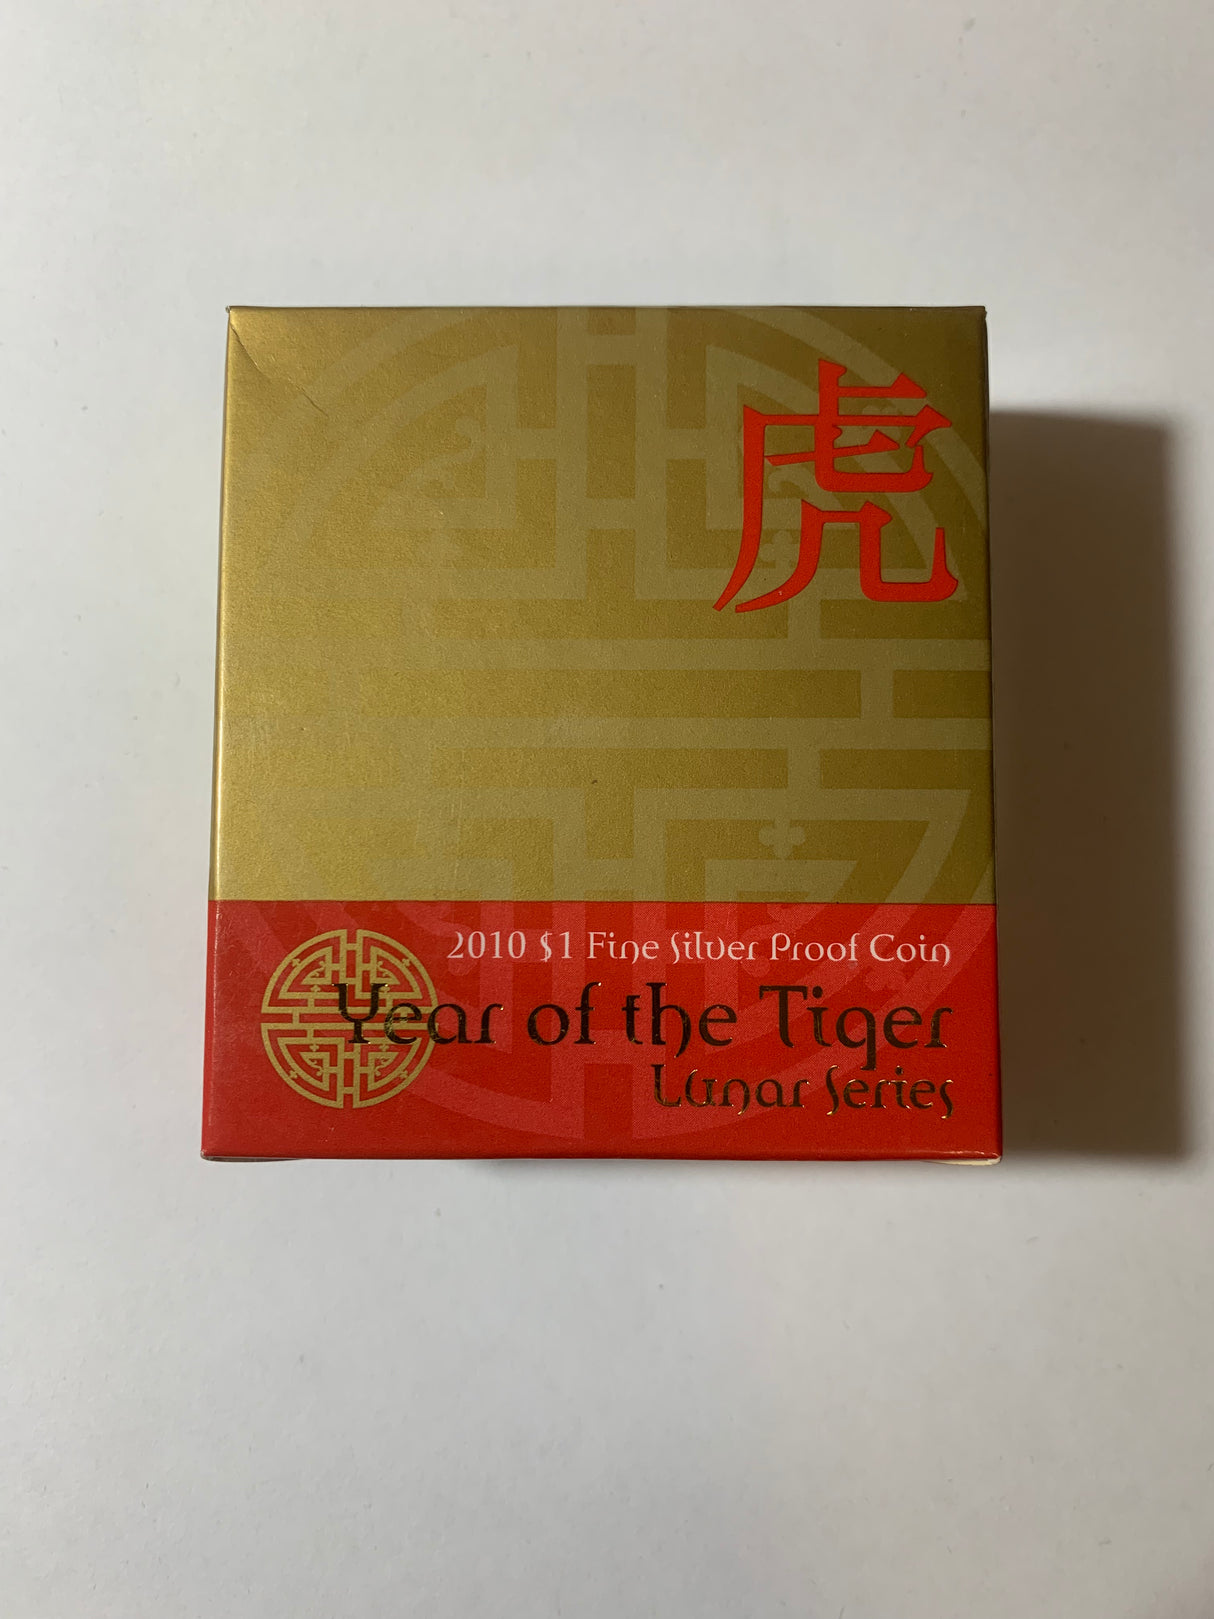 虎
2010 $1 Fine Silver Proof Coin
Year of the Tiger
Lunar Series